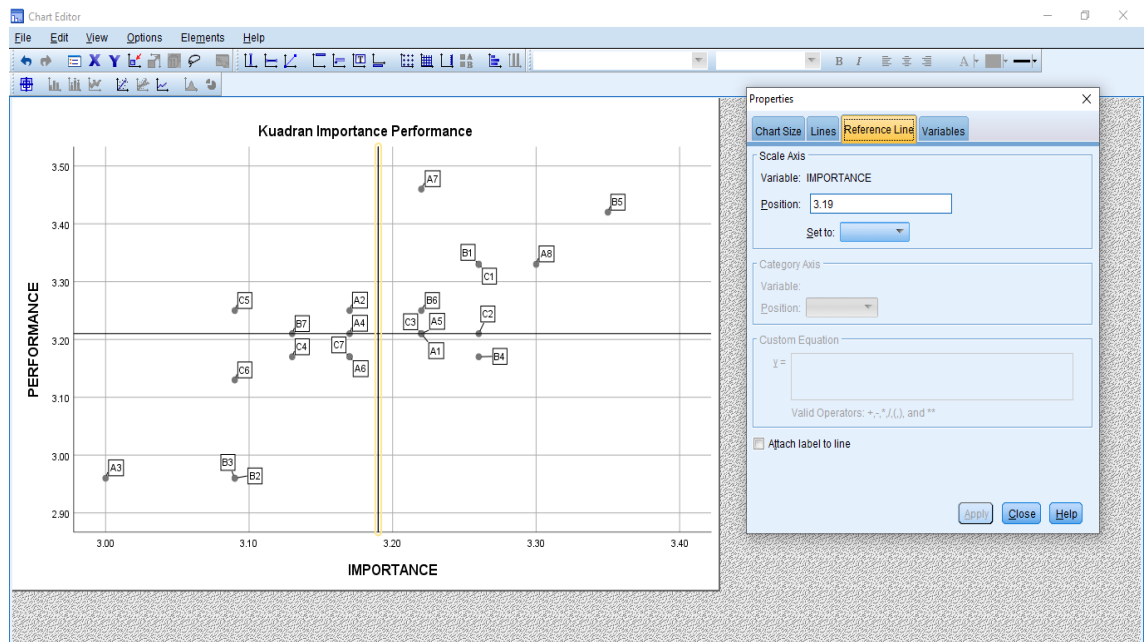 Chart Editor
File Edit View Options Elements Help
X Y B I A
Kuadran Importance Performance
3.50
3.40
3.30
3.20
3.10
3.00
2.90
PERFORMANCE
A7
B5
B1
A8
C1
C5
A2
B6
C2
B7
A4
C3
A5
C4
C7
A1
B4
C6
A6
A3
B3
B2
3.00 3.10 3.20 3.30 3.40
IMPORTANCE
Properties
Chart Size Lines Reference Line Variables
Scale Axis
Variable: IMPORTANCE
Position: 3.19
Set to:
Category Axis
Variable:
Position:
Custom Equation
y =
Valid Operators: +,-,*,/,(,), and **
Attach label to line
Apply Close Help